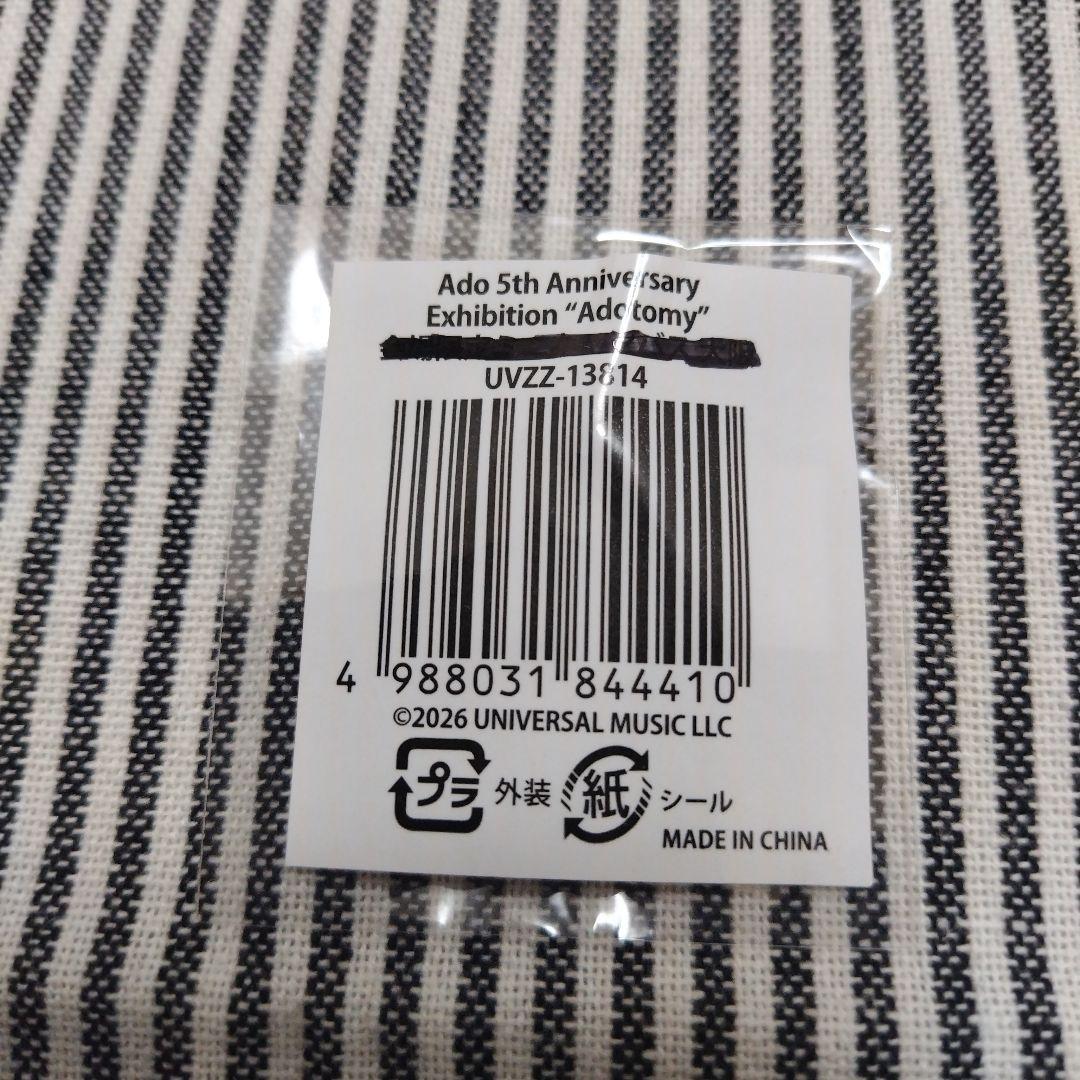 Ado 5th Anniversary
Exhibition “Adotomy”
UVZZ-13814
4 988031 844410
©2026 UNIVERSAL MUSIC LLC
プラ 外装 紙 シール
MADE IN CHINA